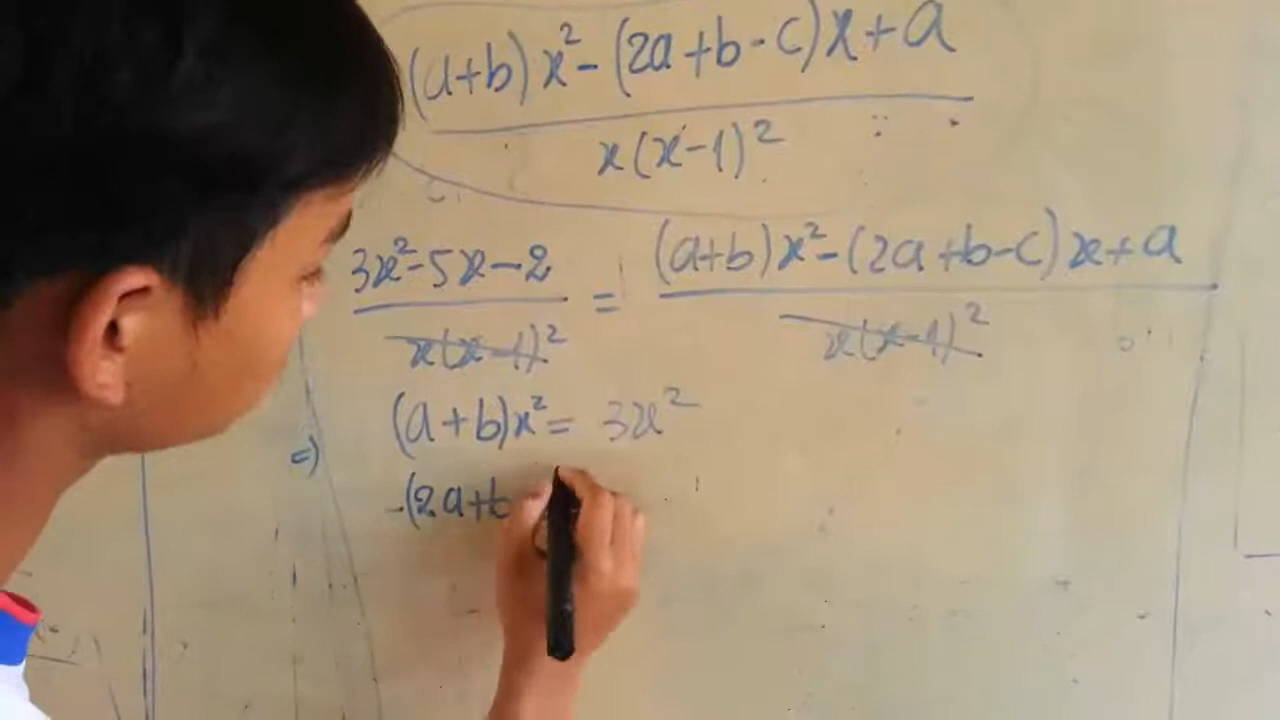 (a+b)x² - (2a+b-c)x+a
x(x-1)²
3x²-5x-2 = (a+b)x²-(2a+b-c)x+a
x(x-1)² x(x-1)²
=) (a+b)x² = 3x²
-(2a+b